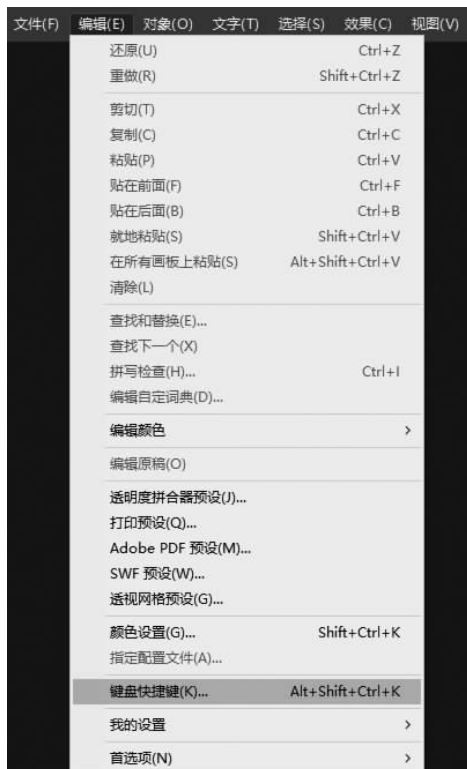 文件(F) 编辑(E) 对象(O) 文字(T) 选择(S) 效果(C) 视图(V)
还原(U) Ctrl+Z
重做(R) Shift+Ctrl+Z
剪切(T) Ctrl+X
复制(C) Ctrl+C
粘贴(P) Ctrl+V
贴在前面(F) Ctrl+F
贴在后面(B) Ctrl+B
就地粘贴(S) Shift+Ctrl+V
在所有画板上粘贴(S) Alt+Shift+Ctrl+V
清除(L)
查找和替换(E)...
查找下一个(X)
拼写检查(H)... Ctrl+I
编辑自定词典(D)...
编辑颜色 >
编辑原稿(O)
透明度拼合器预设(J)...
打印预设(Q)...
Adobe PDF 预设(M)...
SWF 预设(W)...
透视网格预设(G)...
颜色设置(G)... Shift+Ctrl+K
指定配置文件(A)...
键盘快捷键(K)... Alt+Shift+Ctrl+K
我的设置 >
首选项(N) >